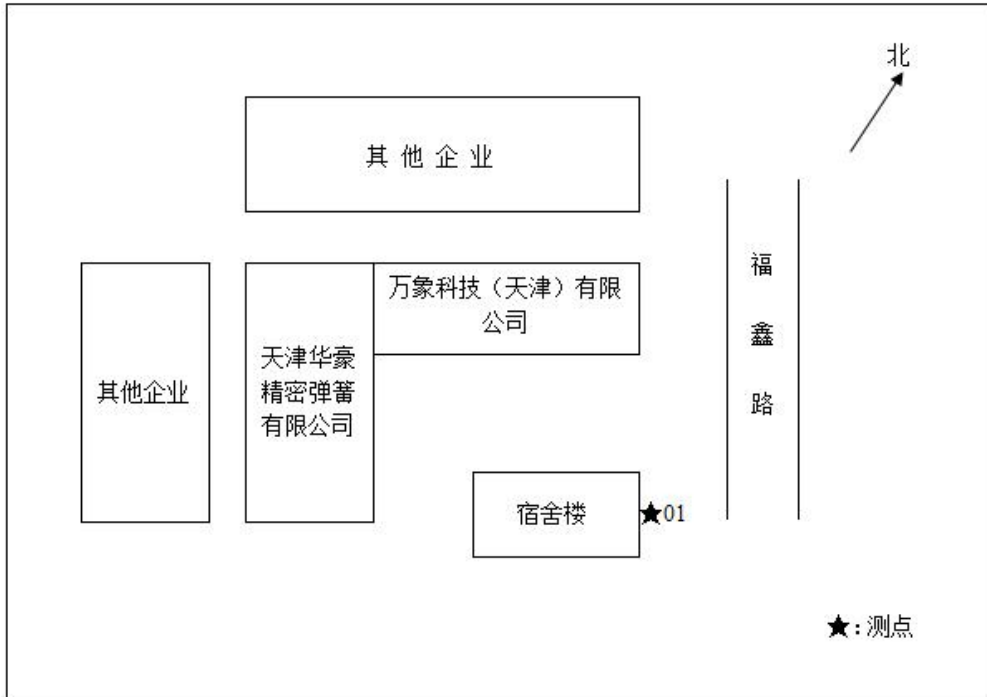 北
其他企业
万象科技（天津）有限
公司
福
鑫
路
其他企业
天津华豪
精密弹簧
有限公司
宿舍楼
★01
★：测点